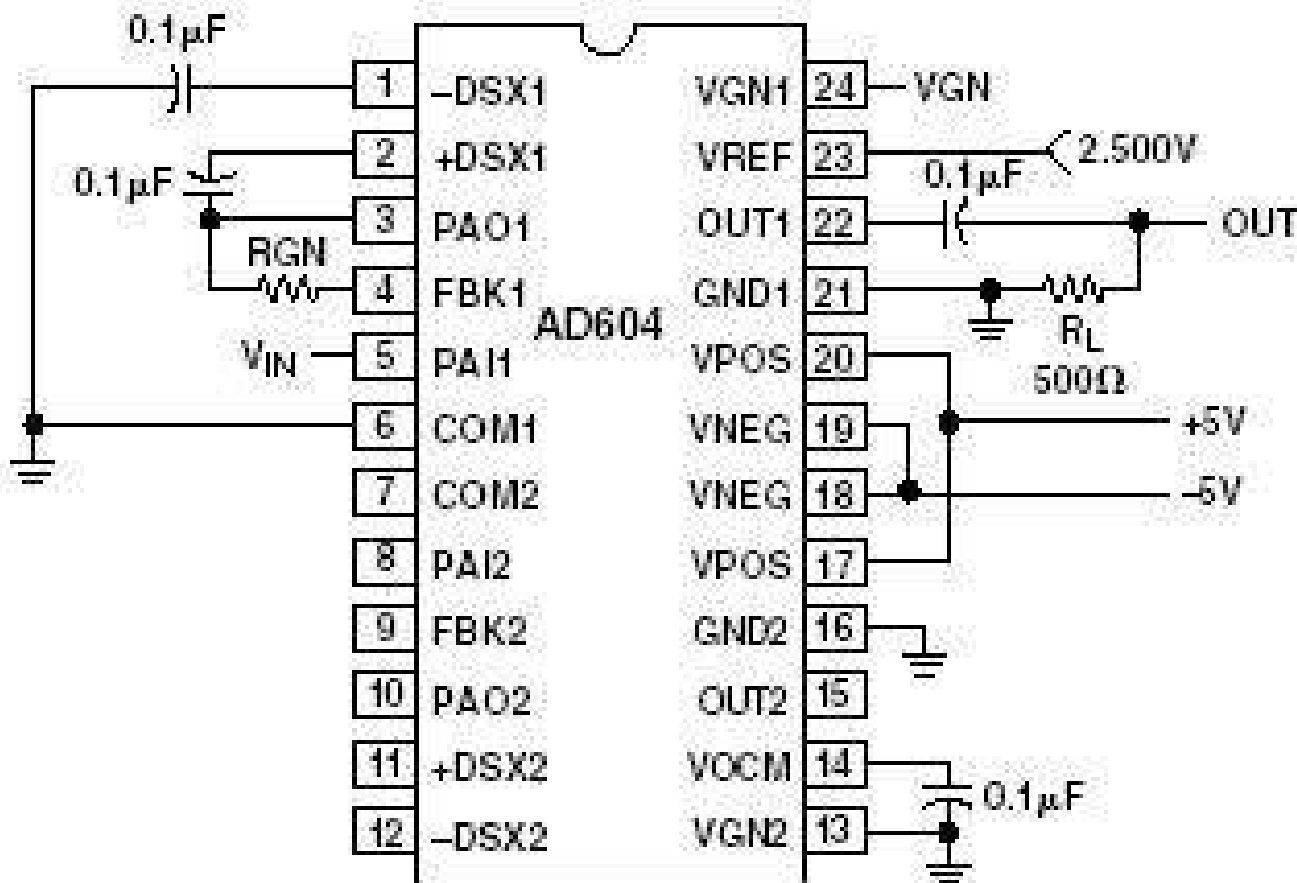 0.1µF
1 –DSX1 VGN1 24 VGN
2 +DSX1 VREF 23 2.500V
0.1µF 0.1µF
3 PAO1 OUT1 22 OUT
RGN
4 FBK1 GND1 21
AD604
RL
VIN 5 PAI1 VPOS 20
500Ω
6 COM1 VNEG 19 +5V
7 COM2 VNEG 18 –5V
8 PAI2 VPOS 17
9 FBK2 GND2 16
10 PAO2 OUT2 15
11 +DSX2 VOCM 14
0.1µF
12 –DSX2 VGN2 13